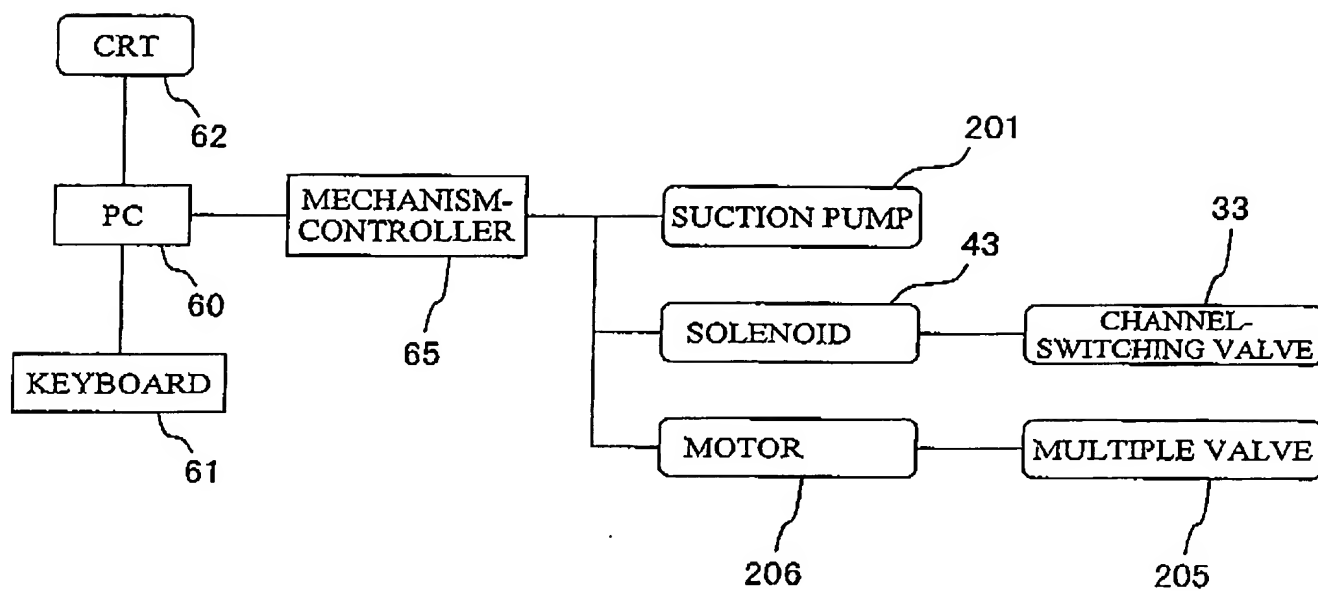 CRT
62
201
PC
MECHANISM-
CONTROLLER
SUCTION PUMP
33
43
60
65
SOLENOID
CHANNEL-
SWITCHING VALVE
KEYBOARD
61
MOTOR
MULTIPLE VALVE
206
205